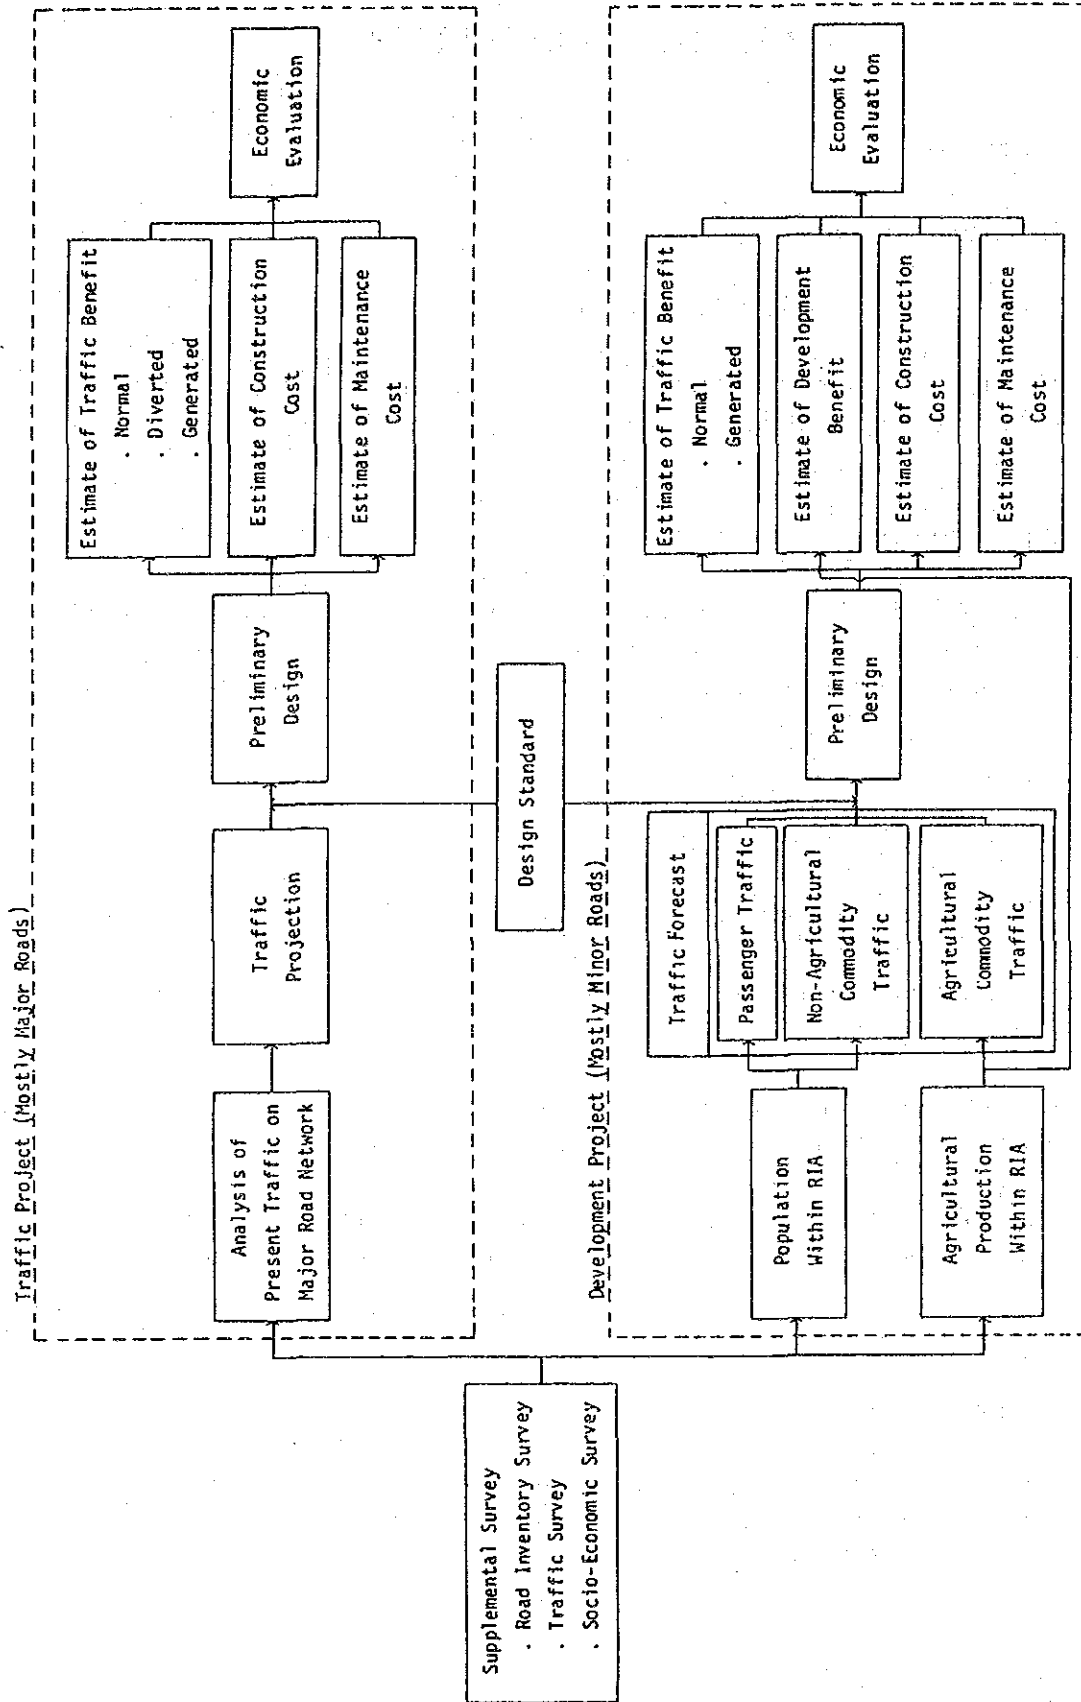 Traffic Project (Mostly Major Roads)
Supplemental Survey
. Road Inventory Survey
. Traffic Survey
. Socio-Economic Survey
Analysis of
Present Traffic on
Major Road Network
Traffic
Projection
Preliminary
Design
Estimate of Traffic Benefit
. Normal
. Diverted
. Generated
Estimate of Construction
Cost
Estimate of Maintenance
Cost
Economic
Evaluation
Design Standard
Development Project (Mostly Minor Roads)
Population
Within RIA
Agricultural
Production
Within RIA
Traffic Forecast
Passenger Traffic
Non-Agricultural
Commodity
Traffic
Agricultural
Commodity
Traffic
Preliminary
Design
Estimate of Traffic Benefit
. Normal
. Generated
Estimate of Development
Benefit
Estimate of Construction
Cost
Estimate of Maintenance
Cost
Economic
Evaluation